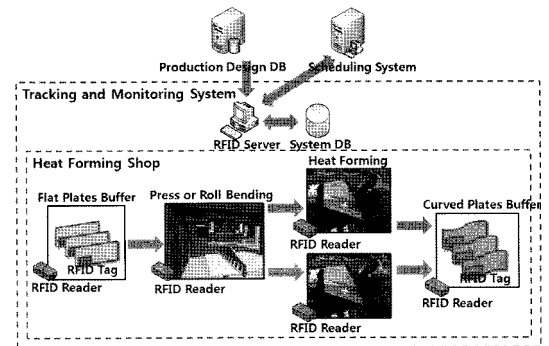 Production Design DB
Scheduling System
Tracking and Monitoring System
RFID Server
System DB
Heat Forming Shop
Heat Forming
Flat Plates Buffer
Press or Roll Bending
Curved Plates Buffer
RFID Tag
RFID Reader
RFID Reader
RFID Reader
RFID Tag
RFID Reader
RFID Reader